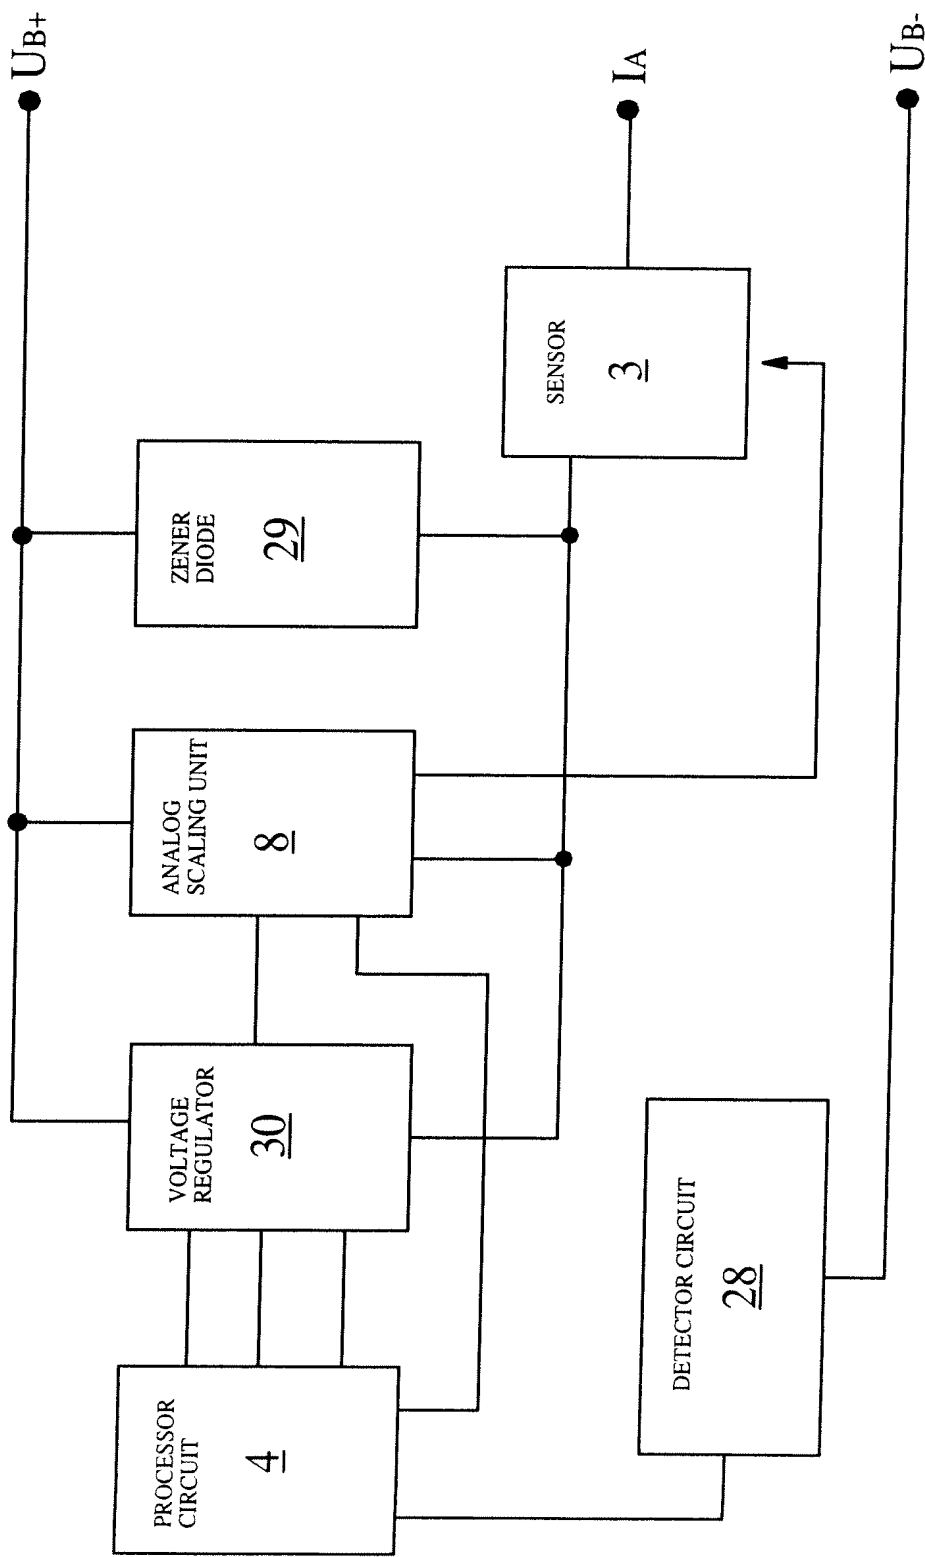 UB+
PROCESSOR
CIRCUIT
4
VOLTAGE
REGULATOR
30
ANALOG
SCALING UNIT
8
ZENER
DIODE
29
SENSOR
3
IA
DETECTOR CIRCUIT
28
UB-